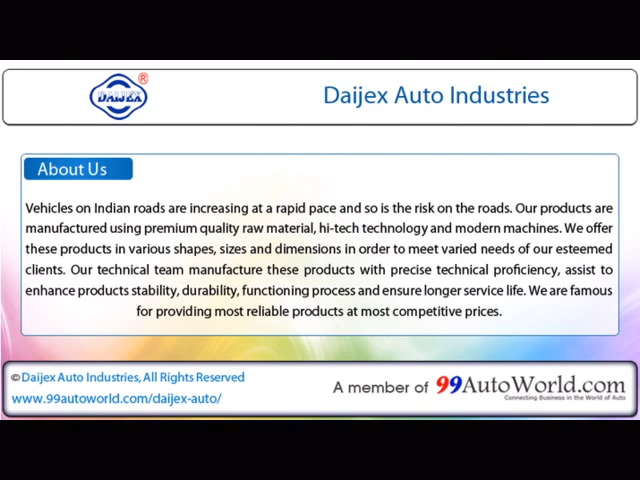 DAIJEX ®
Daijex Auto Industries
About Us
Vehicles on Indian roads are increasing at a rapid pace and so is the risk on the roads. Our products are
manufactured using premium quality raw material, hi-tech technology and modern machines. We offer
these products in various shapes, sizes and dimensions in order to meet varied needs of our esteemed
clients. Our technical team manufacture these products with precise technical proficiency, assist to
enhance products stability, durability, functioning process and ensure longer service life. We are famous
for providing most reliable products at most competitive prices.
© Daijex Auto Industries, All Rights Reserved
www.99autoworld.com/daijex-auto/
A member of 99AutoWorld.com
Connecting Business in the World of Auto